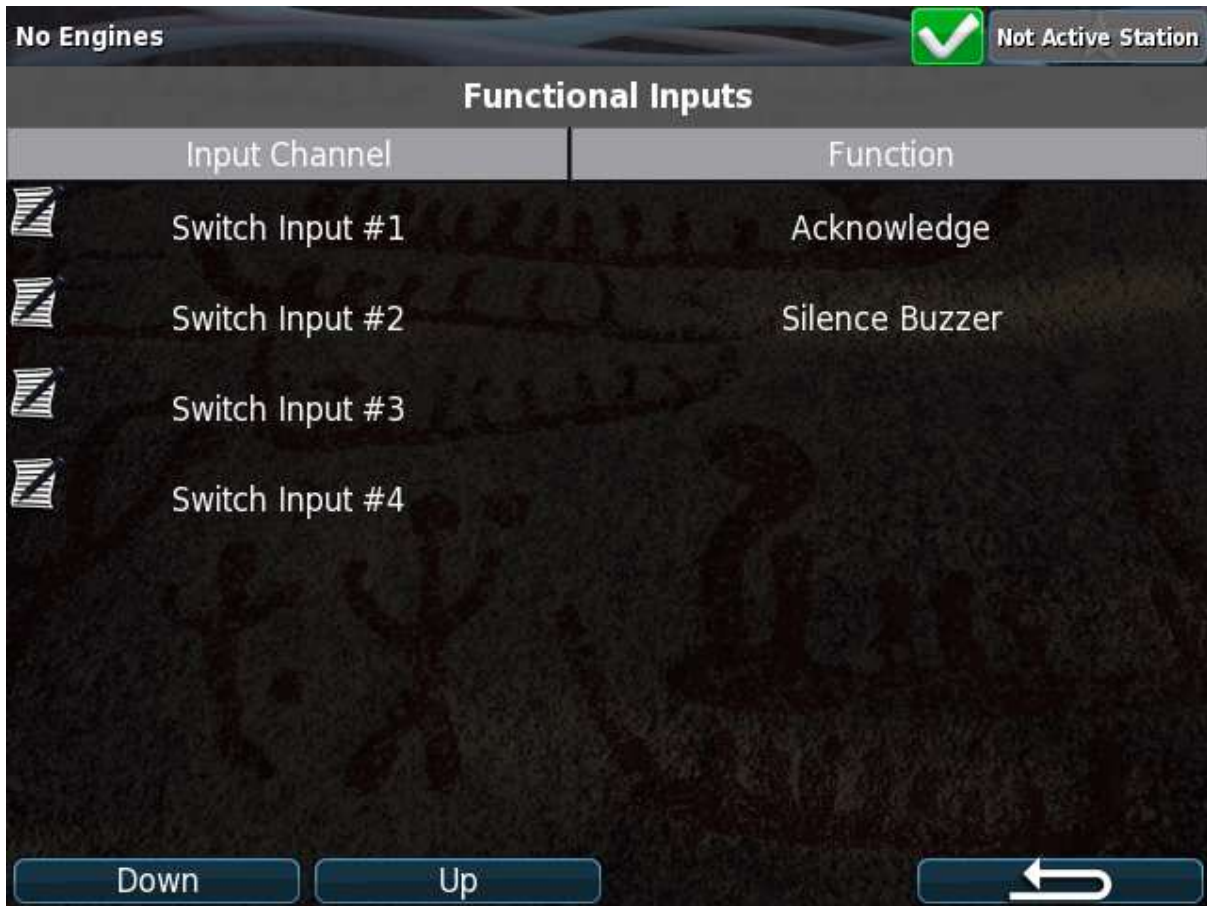 No Engines
Not Active Station
Functional Inputs
Input Channel Function
Switch Input #1 Acknowledge
Switch Input #2 Silence Buzzer
Switch Input #3
Switch Input #4
Down Up